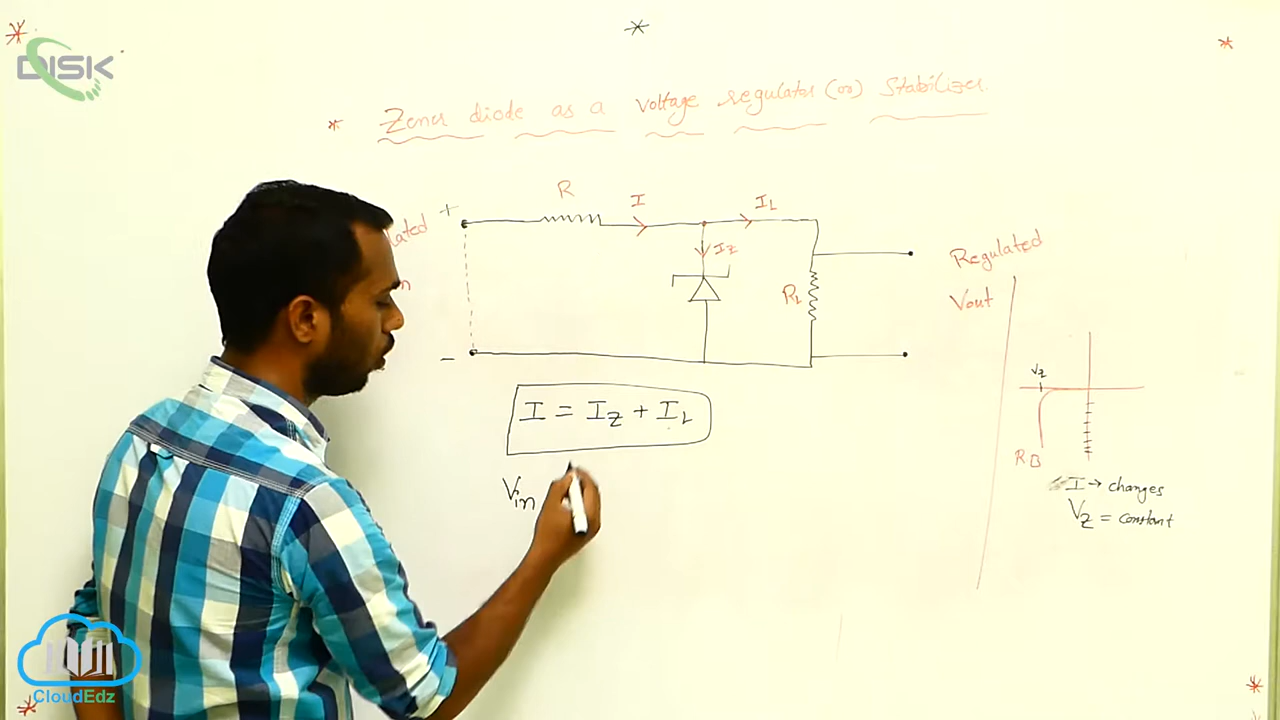 DISK
* Zener diode as a voltage regulator (or) Stabilizer.
R
I
IL
+
lated
n
IZ
RL
Regulated
Vout
-
I = IZ + IL
Vin
VZ
RB
I → changes
VZ = constant
CloudEdz